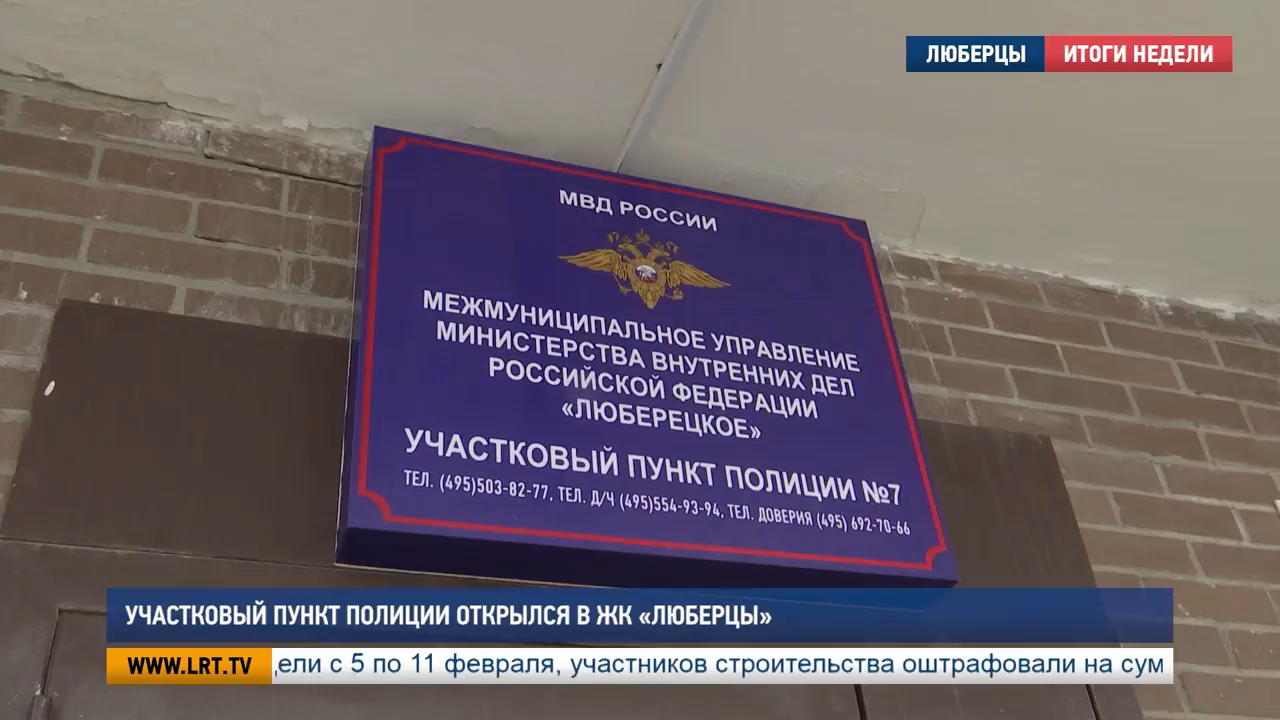 ЛЮБЕРЦЫ ИТОГИ НЕДЕЛИ
МВД РОССИИ
МЕЖМУНИЦИПАЛЬНОЕ УПРАВЛЕНИЕ
МИНИСТЕРСТВА ВНУТРЕННИХ ДЕЛ
РОССИЙСКОЙ ФЕДЕРАЦИИ
«ЛЮБЕРЕЦКОЕ»
УЧАСТКОВЫЙ ПУНКТ ПОЛИЦИИ №7
ТЕЛ. (495)503-82-77, ТЕЛ. Д/Ч (495)554-93-94, ТЕЛ. ДОВЕРИЯ (495) 692-70-66
УЧАСТКОВЫЙ ПУНКТ ПОЛИЦИИ ОТКРЫЛСЯ В ЖК «ЛЮБЕРЦЫ»
WWW.LRT.TV ели с 5 по 11 февраля, участников строительства оштрафовали на сум